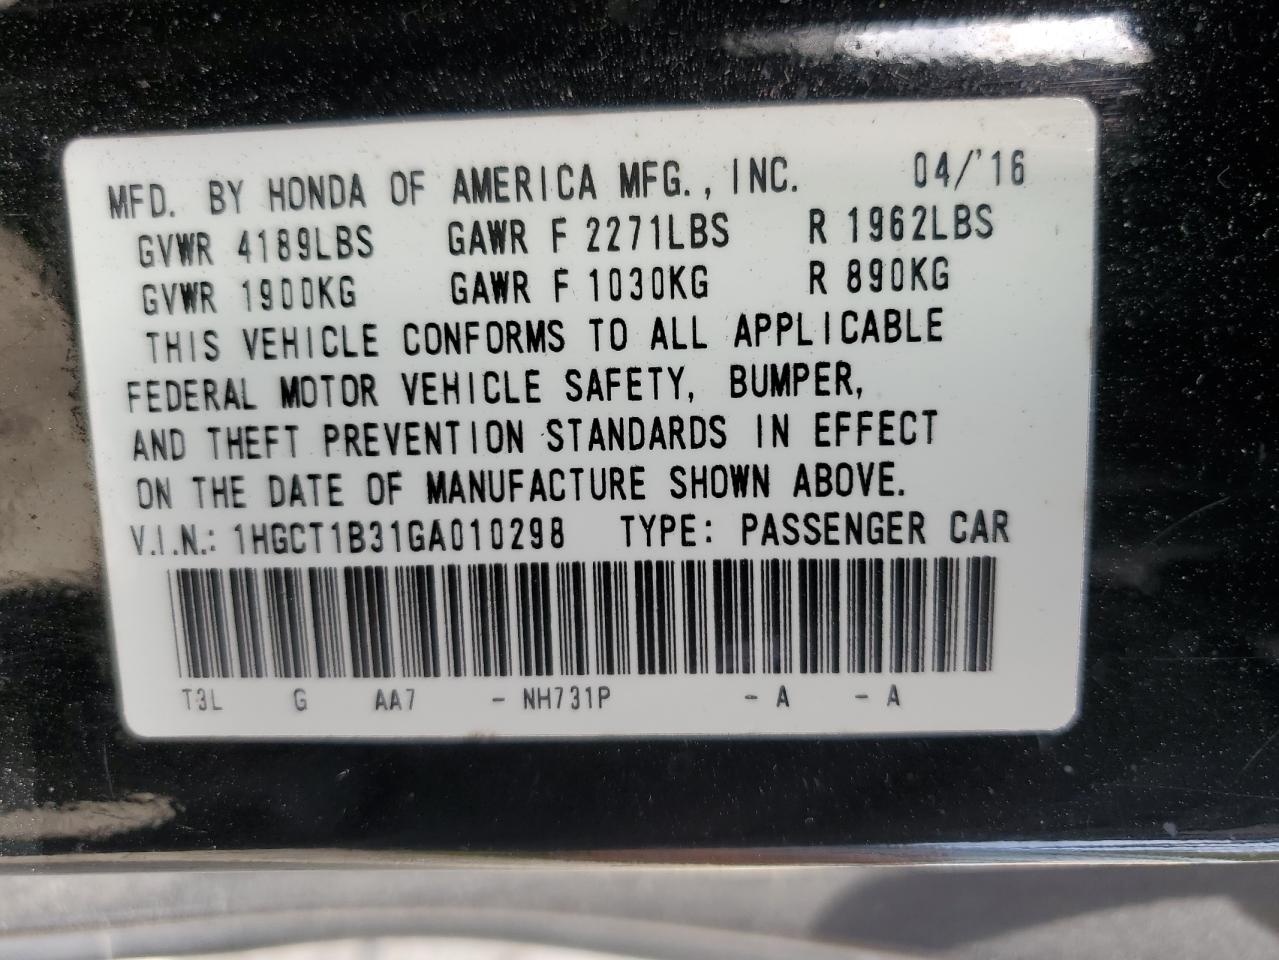 MFD. BY HONDA OF AMERICA MFG., INC. 04/'16
GVWR 4189LBS GAWR F 2271LBS R 1962LBS
GVWR 1900KG GAWR F 1030KG R 890KG
THIS VEHICLE CONFORMS TO ALL APPLICABLE
FEDERAL MOTOR VEHICLE SAFETY, BUMPER,
AND THEFT PREVENTION STANDARDS IN EFFECT
ON THE DATE OF MANUFACTURE SHOWN ABOVE.
V.I.N.: 1HGCT1B31GA010298 TYPE: PASSENGER CAR
T3L G AA7 - NH731P - A - A